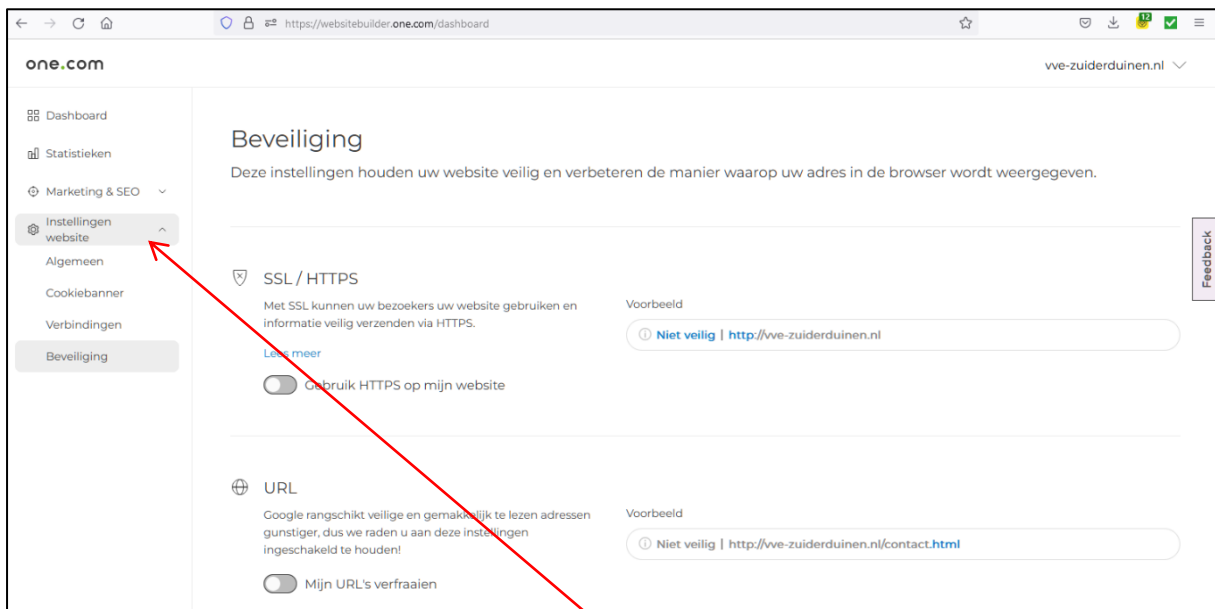 https://websitebuilder.one.com/dashboard
12
one.com
vve-zuiderduinen.nl
Dashboard
Statistieken
Marketing & SEO
Instellingen
website
Algemeen
Cookiebanner
Verbindingen
Beveiliging
Beveiliging
Deze instellingen houden uw website veilig en verbeteren de manier waarop uw adres in de browser wordt weergegeven.
Feedback
SSL / HTTPS
Met SSL kunnen uw bezoekers uw website gebruiken en
informatie veilig verzenden via HTTPS.
Lees meer
Gebruik HTTPS op mijn website
Voorbeeld
Niet veilig | http://vve-zuiderduinen.nl
URL
Google rangschikt veilige en gemakkelijk te lezen adressen
gunstiger, dus we raden u aan deze instellingen
ingeschakeld te houden!
Mijn URL's verfraaien
Voorbeeld
Niet veilig | http://vve-zuiderduinen.nl/contact.html